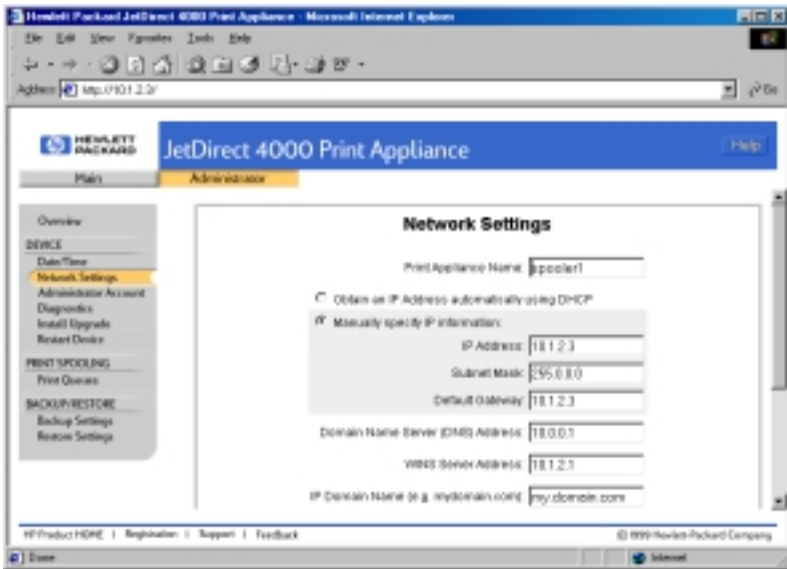 Hewlett Packard JetDirect 4000 Print Appliance - Microsoft Internet Explorer
File Edit View Favorites Tools Help
Address http://10.1.2.3/ Go
HEWLETT PACKARD
JetDirect 4000 Print Appliance
Help
Main Administrator
Overview
DEVICE
Date/Time
Network Settings
Administrator Account
Diagnostics
Install Upgrade
Restart Device
PRINT SPOOLING
Print Queues
BACKUP/RESTORE
Backup Settings
Restore Settings
Network Settings
Print Appliance Name: spooler1
Obtain an IP Address automatically using DHCP
Manually specify IP information:
IP Address: 10.1.2.3
Subnet Mask: 255.0.0.0
Default Gateway: 10.1.2.3
Domain Name Server (DNS) Address: 10.0.0.1
WINS Server Address: 10.1.2.1
IP Domain Name (e.g. mydomain.com): my.domain.com
HP Product HOME | Registration | Support | Feedback
© 1999 Hewlett-Packard Company
Done
Internet